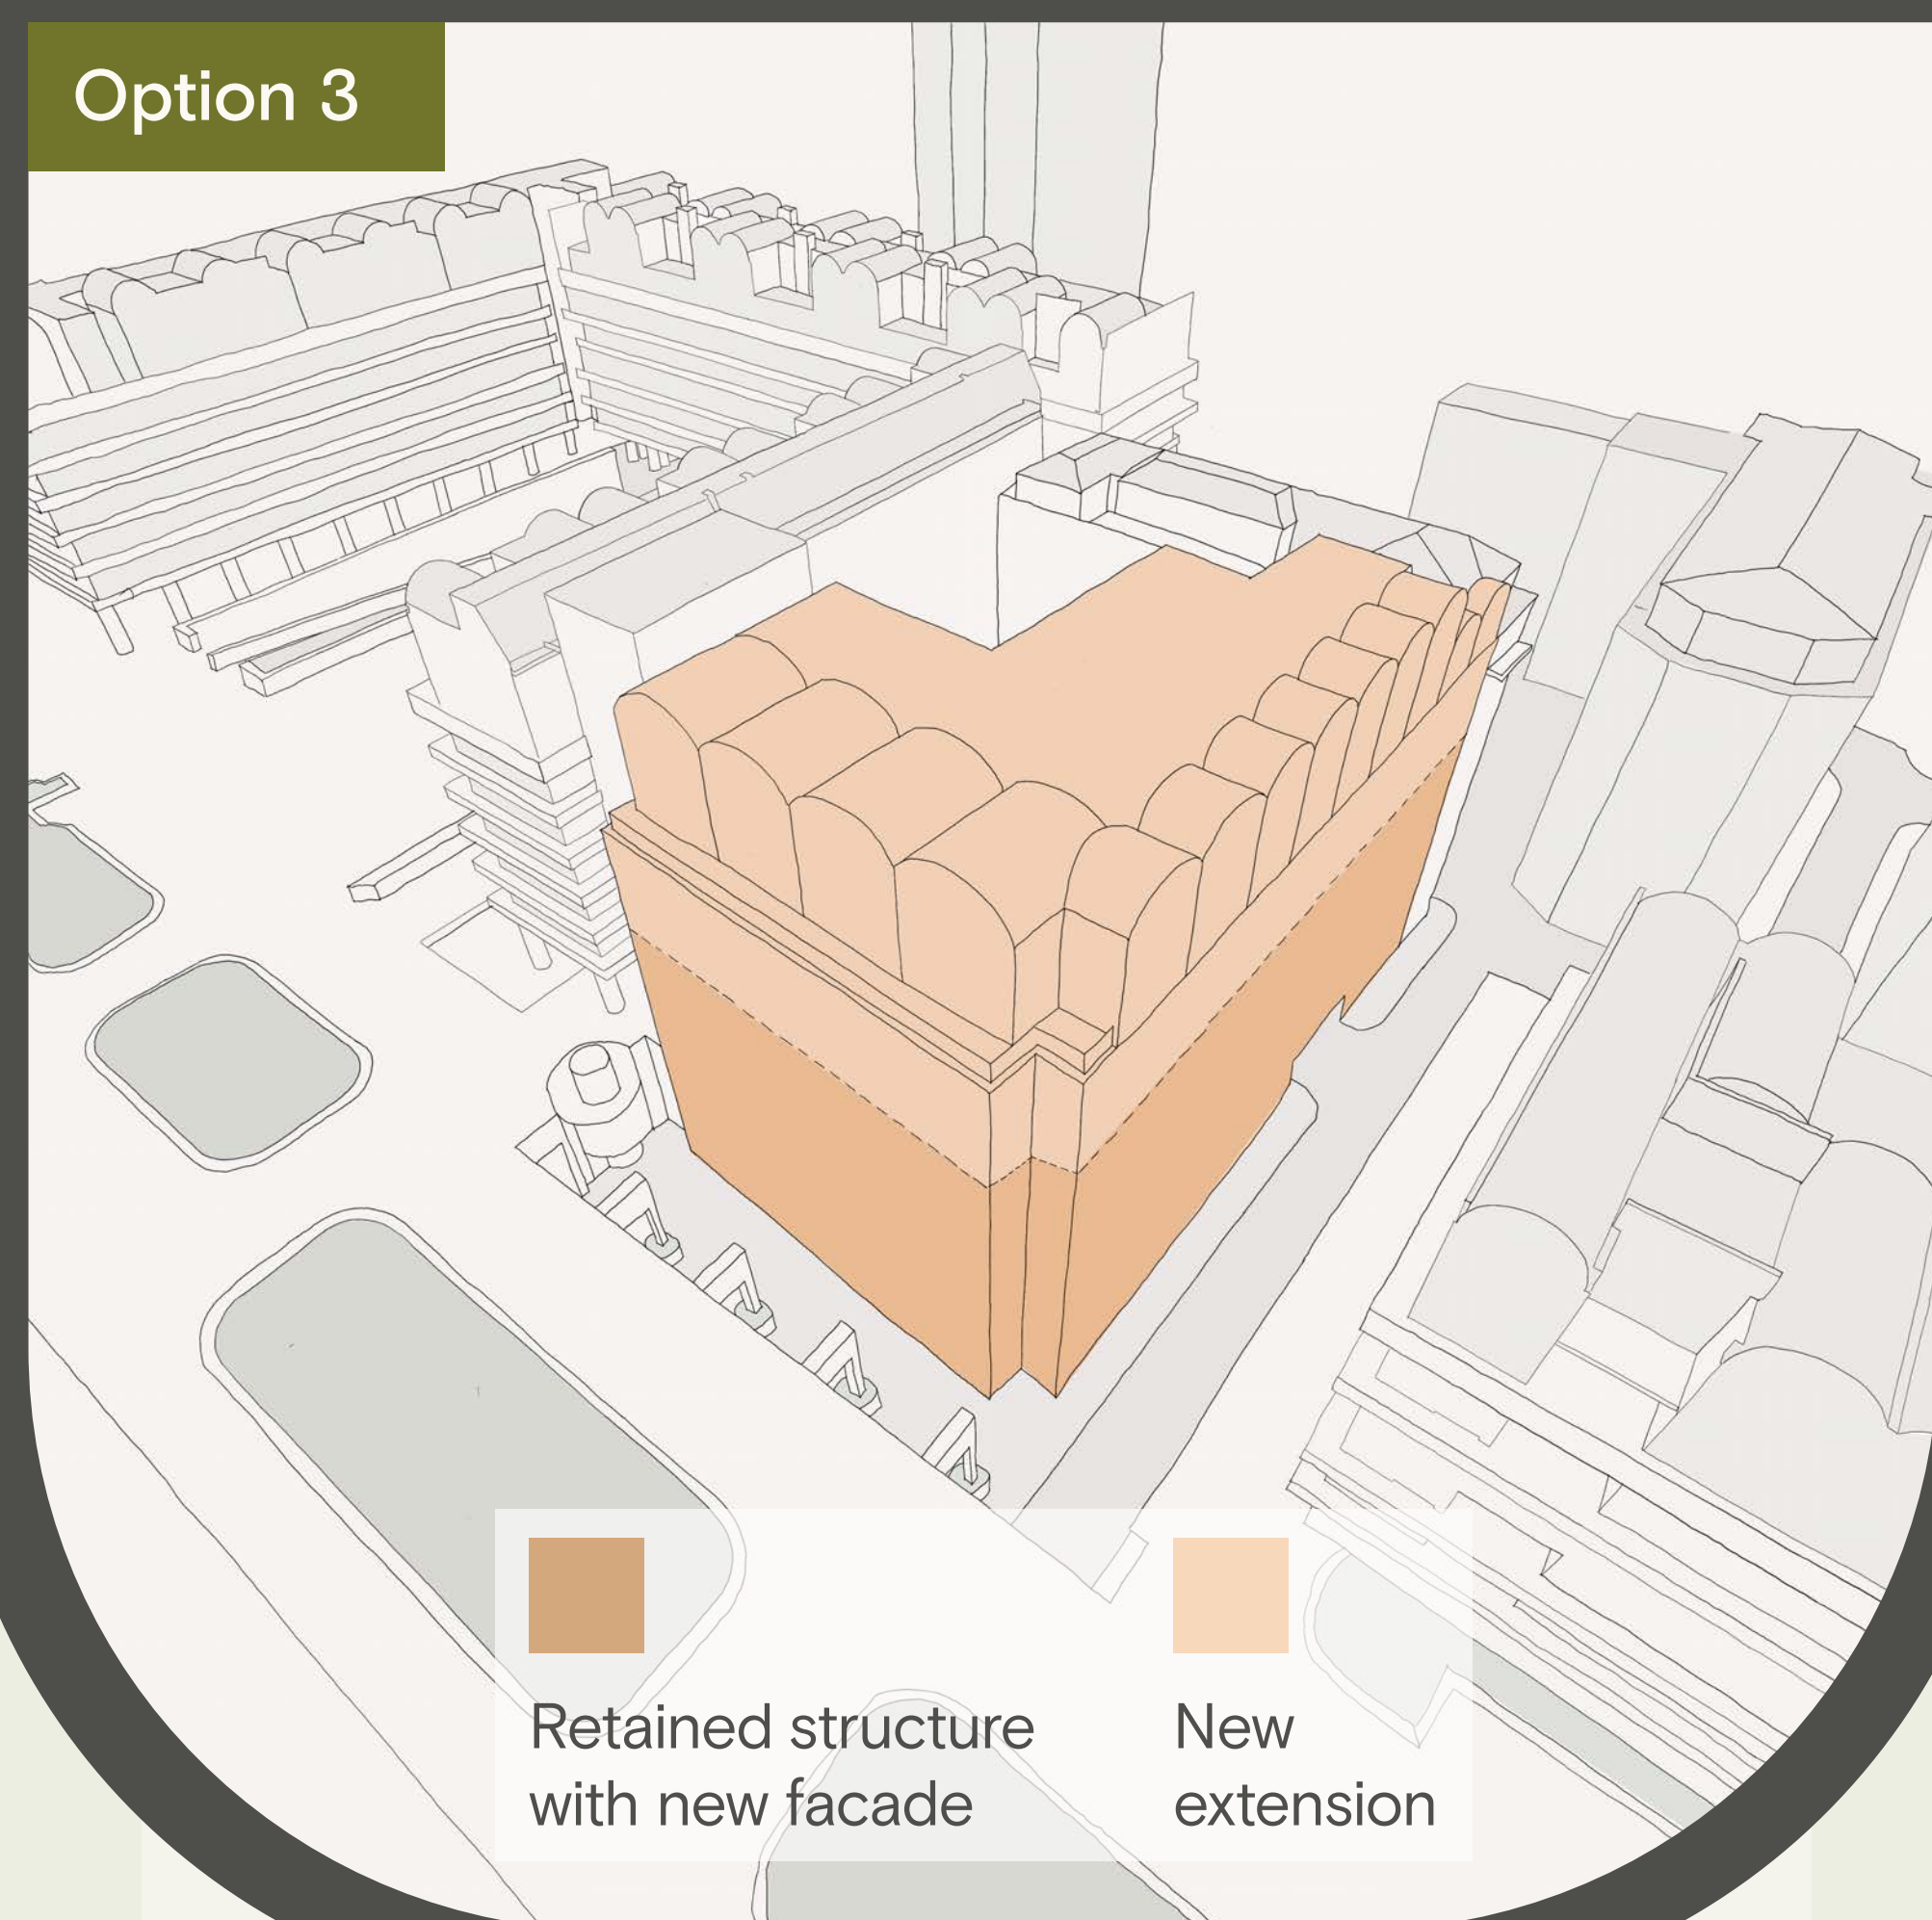 Option 3
Retained structure
with new facade
New
extension